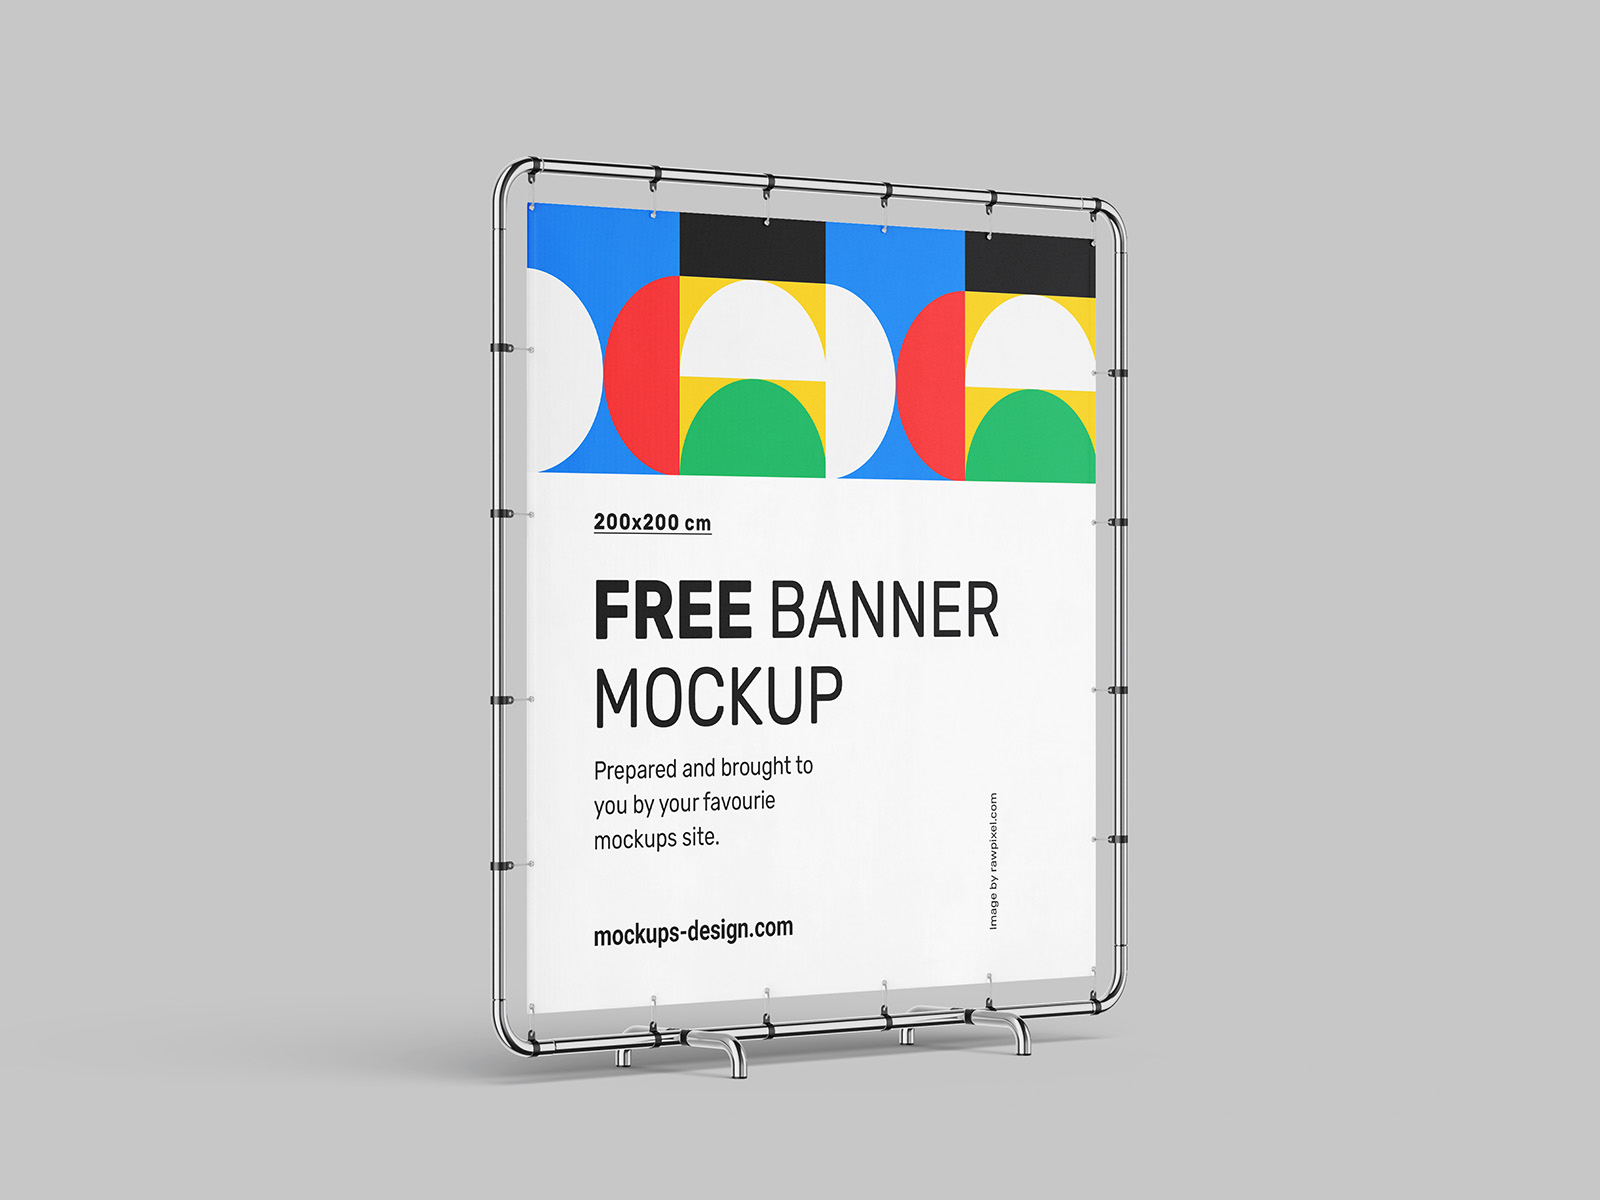 200x200 cm
FREE BANNER
MOCKUP
Prepared and brought to
you by your favourie
mockups site.
mockups-design.com
Image by rawpixel.com